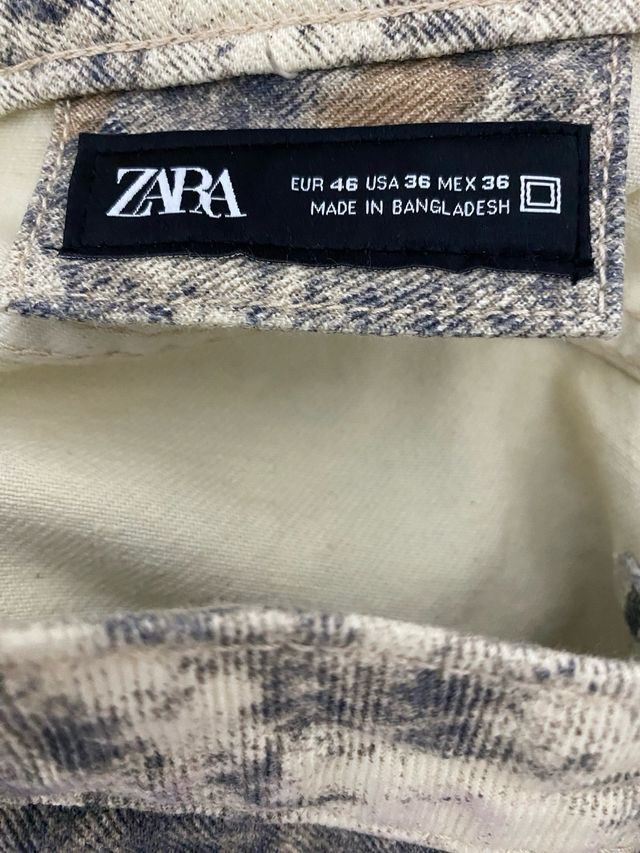 ZARA
EUR 46 USA 36 MEX 36
MADE IN BANGLADESH